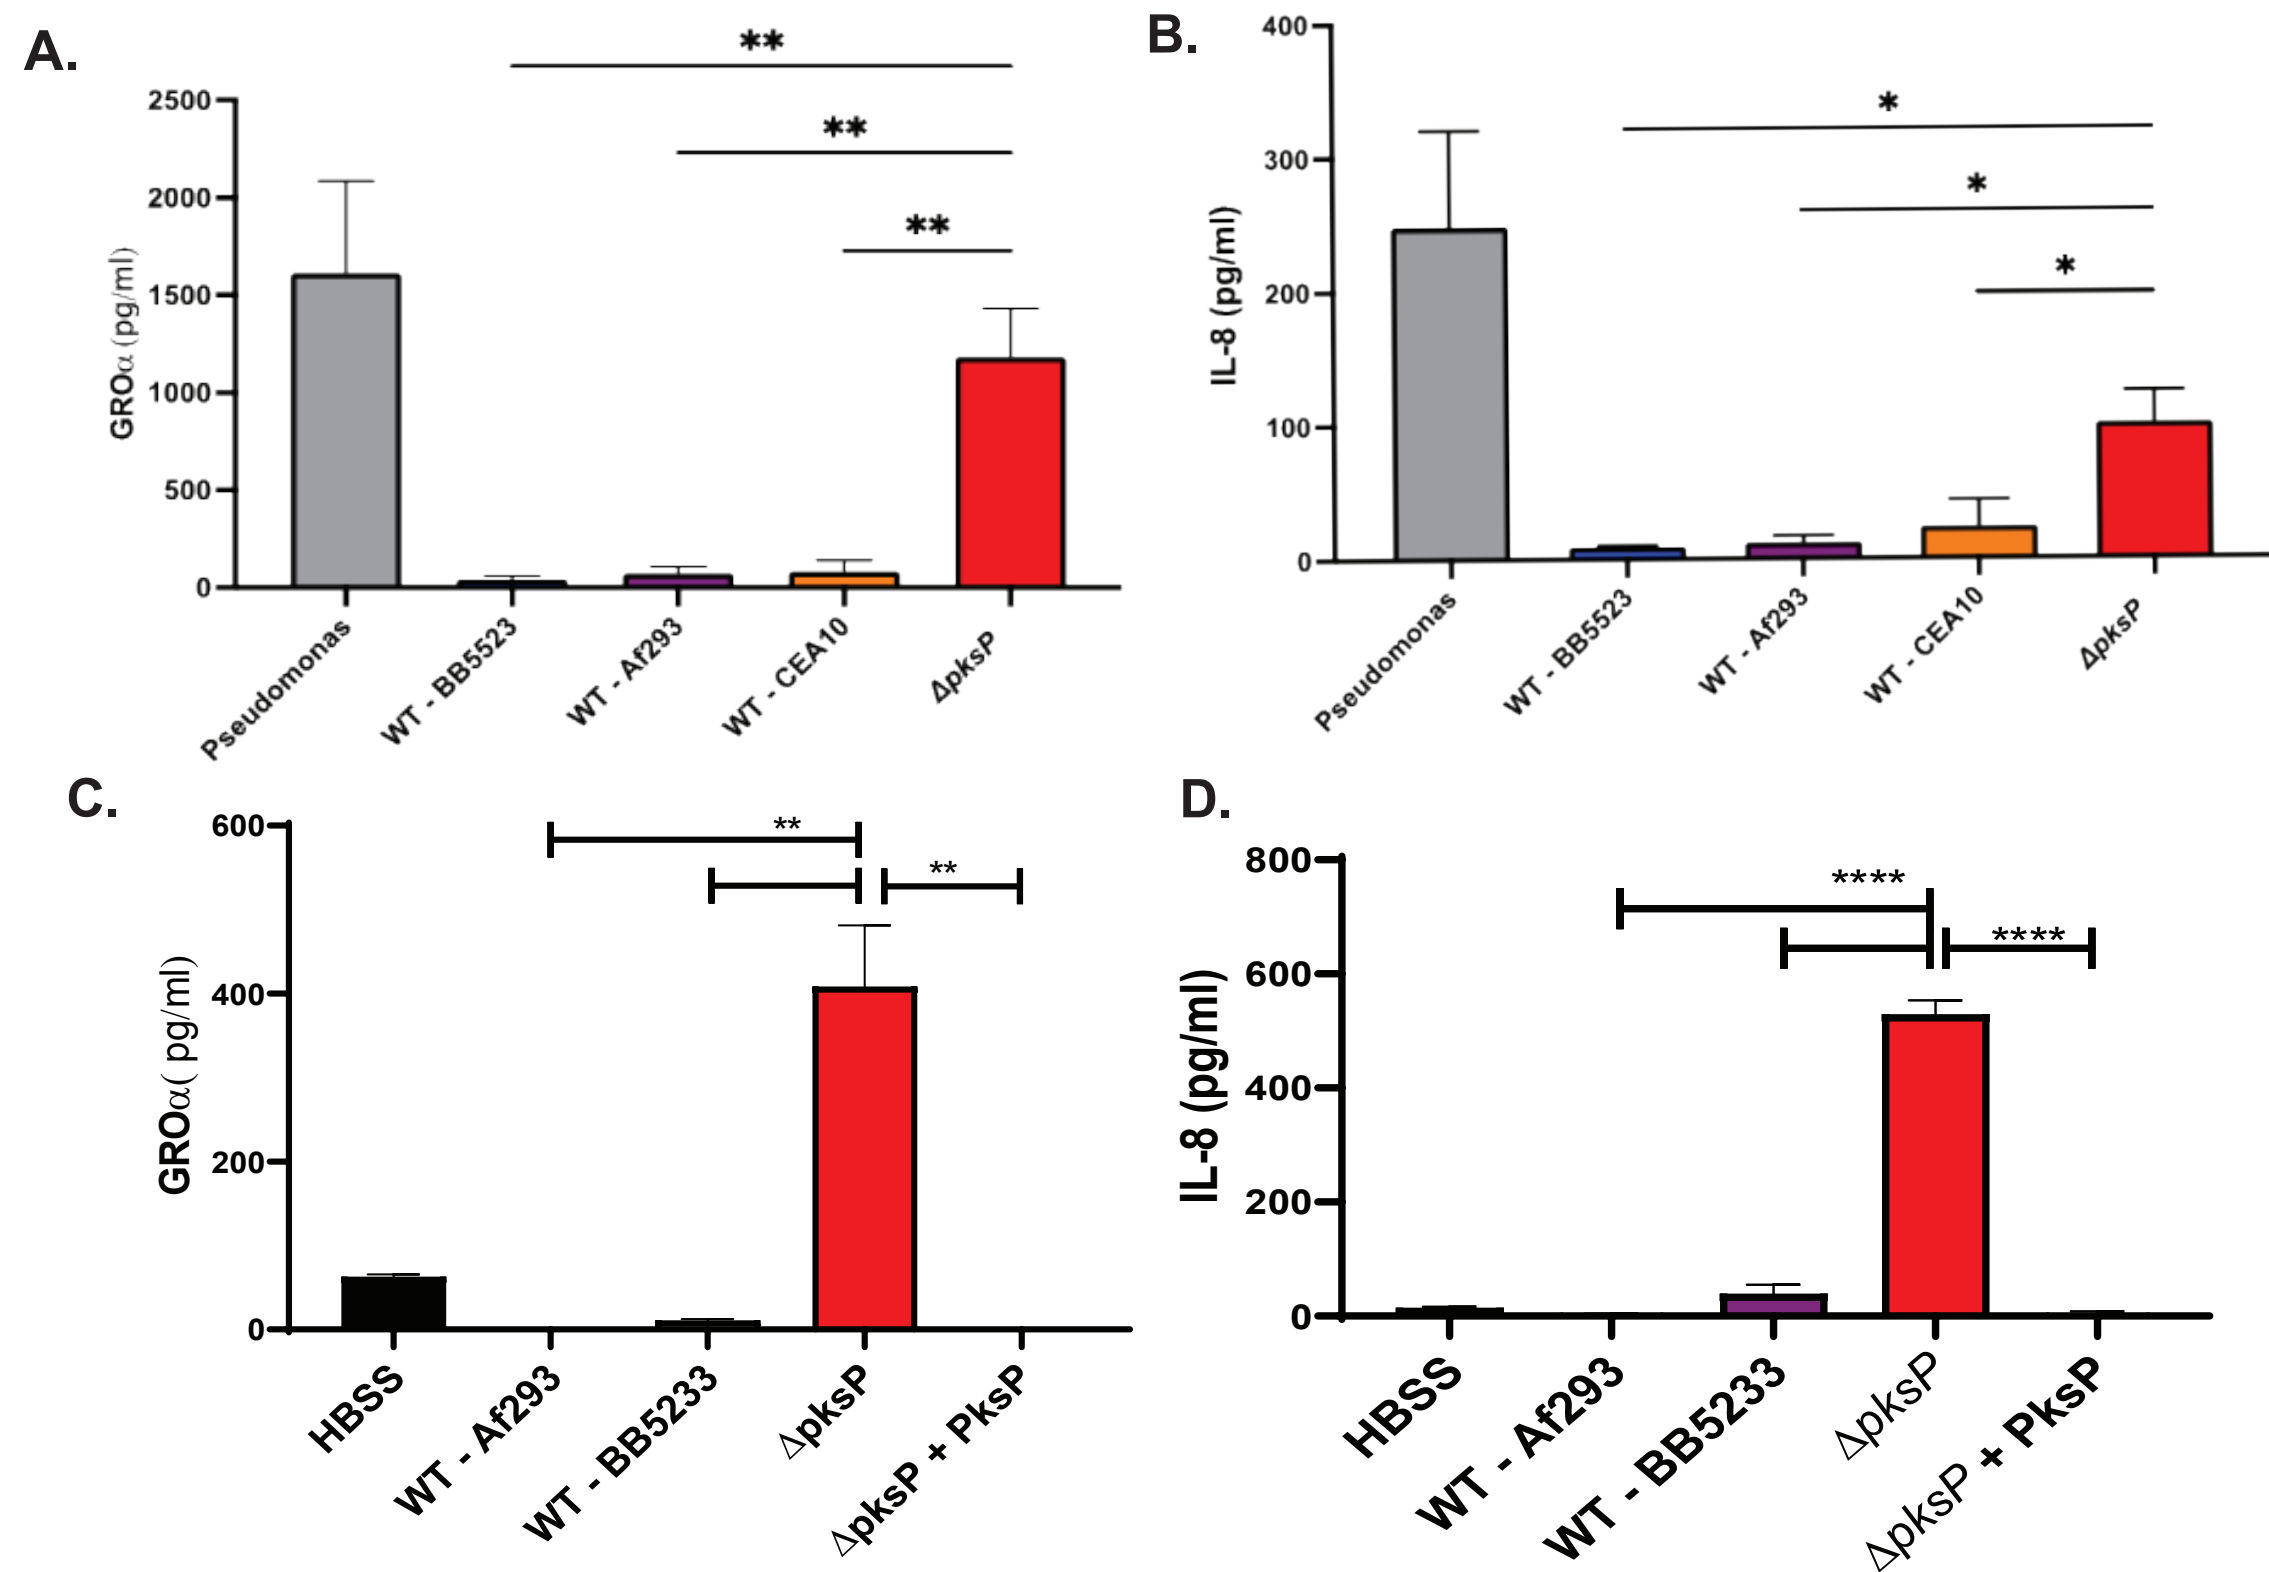 A.
**
**
**
2500
2000
1500
1000
500
0
GROα (pg/ml)
Pseudomonas
WT - BB5523
WT - Af293
WT - CEA10
ΔpksP
B.
*
*
*
400
300
200
100
0
IL-8 (pg/ml)
Pseudomonas
WT - BB5523
WT - Af293
WT - CEA10
ΔpksP
C.
**
**
600
400
200
0
GROα( pg/ml)
HBSS
WT - Af293
WT - BB5233
ΔpksP
ΔpksP + PksP
D.
****
****
800
600
400
200
0
IL-8 (pg/ml)
HBSS
WT - Af293
WT - BB5233
ΔpksP
ΔpksP + PksP